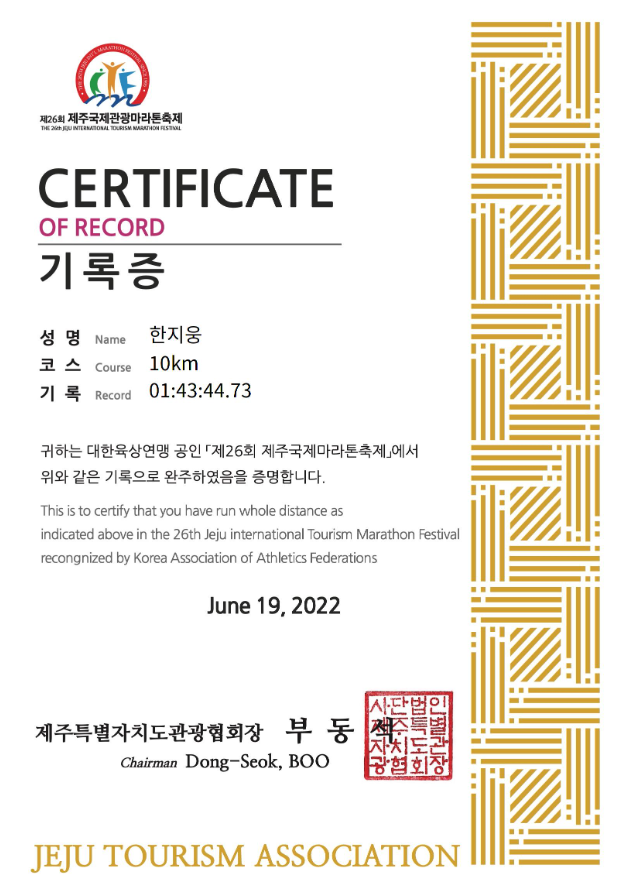 THE 26th JEJU INT'L MARATHON FESTIVAL SINCE 1995
제26회 제주국제관광마라톤축제
THE 26th JEJU INTERNATIONAL TOURISM MARATHON FESTIVAL
CERTIFICATE
OF RECORD
기록증
성 명 Name 한지웅
코 스 Course 10km
기 록 Record 01:43:44.73
귀하는 대한육상연맹 공인 「제26회 제주국제마라톤축제」에서
위와 같은 기록으로 완주하였음을 증명합니다.
This is to certify that you have run whole distance as
indicated above in the 26th Jeju international Tourism Marathon Festival
recongnized by Korea Association of Athletics Federations
June 19, 2022
제주특별자치도관광협회장 부 동 석
Chairman Dong-Seok, BOO
사단법인
제주특별
자치도관
광협회장
JEJU TOURISM ASSOCIATION